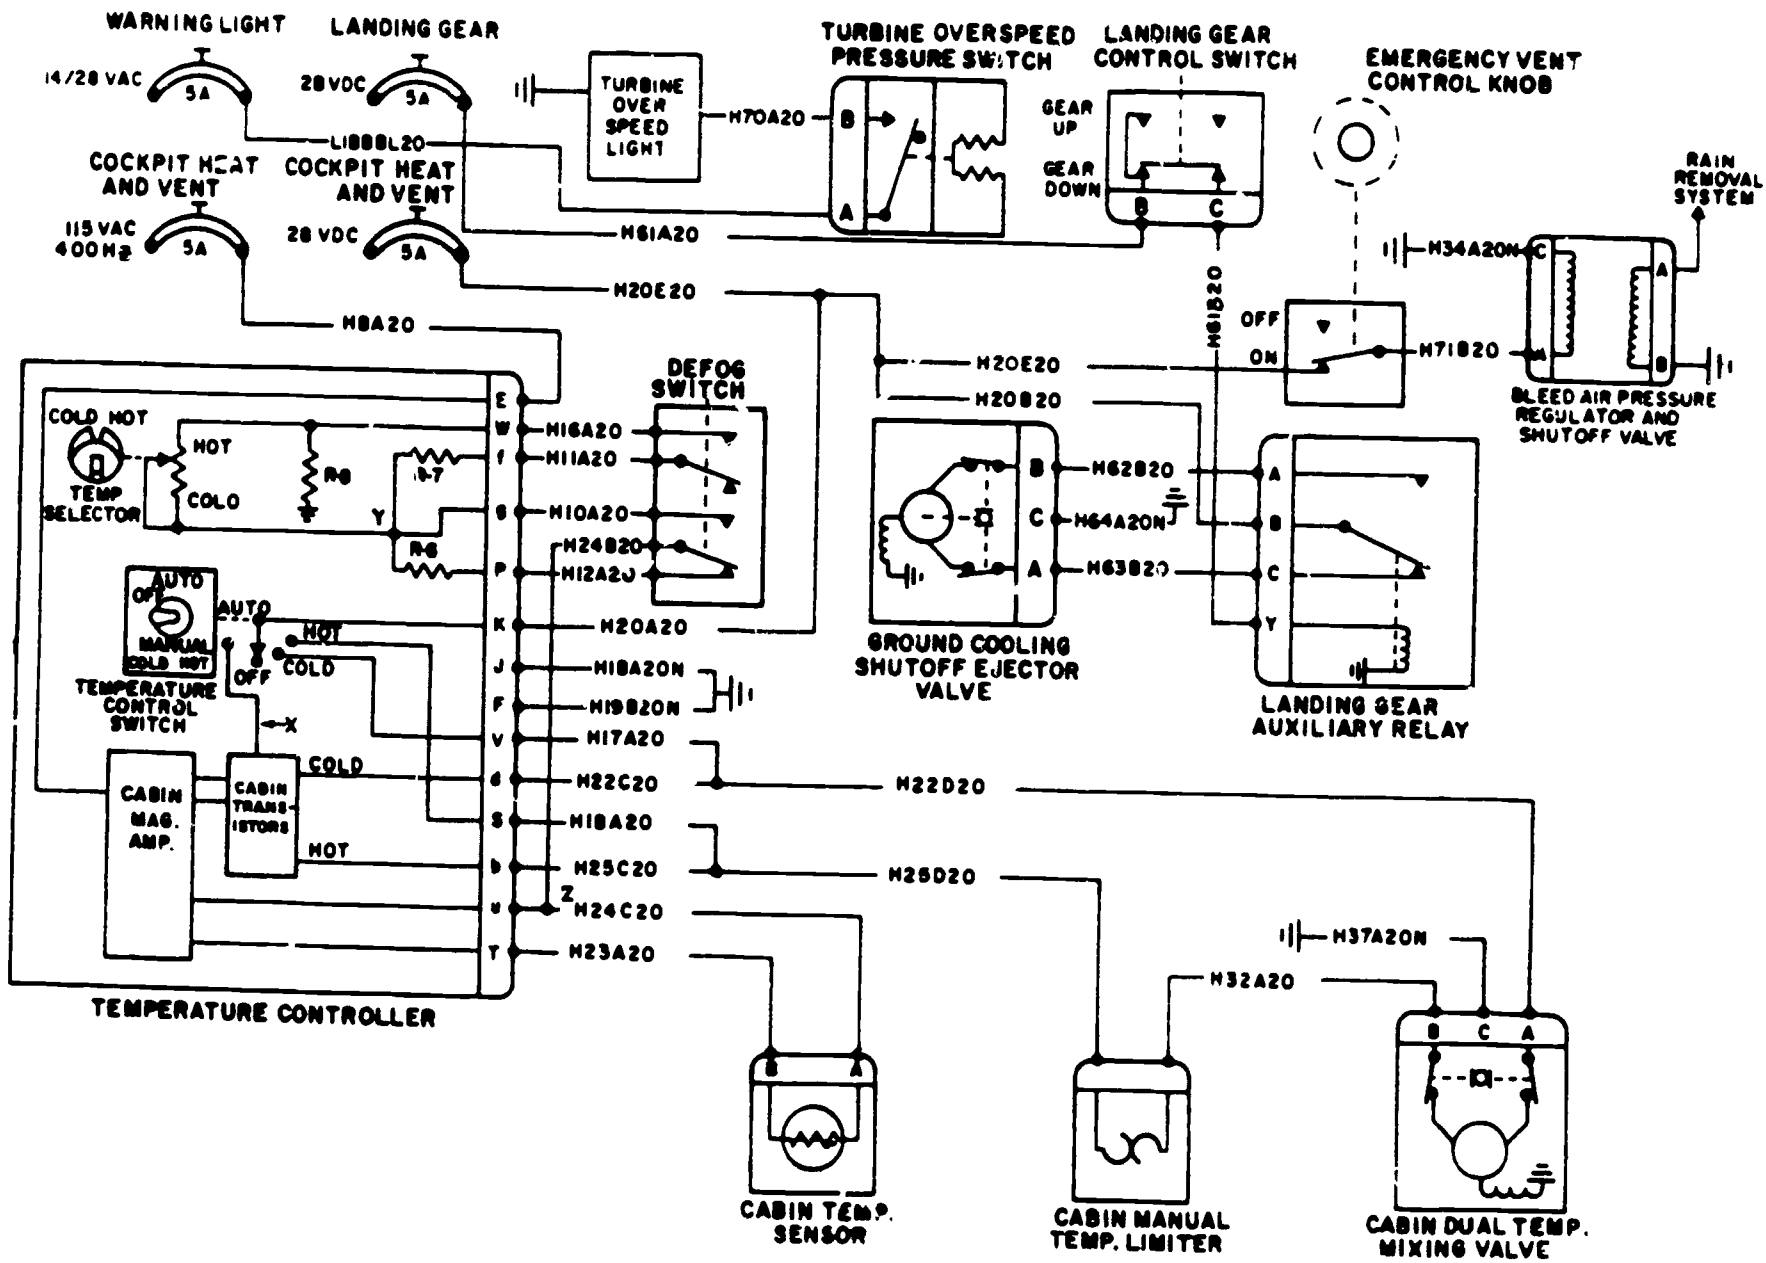 WARNING LIGHT
14/28 VAC
5A
LANDING GEAR
28 VDC
5A
L1BBBL20
COCKPIT HEAT
AND VENT
115 VAC
400Hz
5A
COCKPIT HEAT
AND VENT
28 VDC
5A
TURBINE
OVER
SPEED
LIGHT
H70A20
TURBINE OVERSPEED
PRESSURE SWITCH
B
A
LANDING GEAR
CONTROL SWITCH
GEAR
UP
GEAR
DOWN
B
C
EMERGENCY VENT
CONTROL KNOB
RAIN
REMOVAL
SYSTEM
H61A20
H20E20
H8A20
H61B20
OFF
ON
H20E20
H20B20
H71B20
H34A20N
C
A
A
B
BLEED AIR PRESSURE
REGULATOR AND
SHUTOFF VALVE
DEFOG
SWITCH
COLD HOT
TEMP
SELECTOR
HOT
COLD
R-8
R-7
Y
R-6
E
W
f
P
K
J
F
V
d
S
b
T
H16A20
H11A20
H10A20
H24B20
H12A20
H20A20
H18A20N
H19B20N
H17A20
H22C20
H18A20
H25C20
Z
H24C20
H23A20
H22D20
H25D20
AUTO
OFF
MANUAL
COLD HOT
TEMPERATURE
CONTROL
SWITCH
AUTO
HOT
COLD
OFF
X
CABIN
MAG.
AMP.
CABIN
TRANS-
ISTORS
COLD
HOT
TEMPERATURE CONTROLLER
B
C
A
H62B20
H64A20N
H63B20
GROUND COOLING
SHUTOFF EJECTOR
VALVE
A
B
C
Y
LANDING GEAR
AUXILIARY RELAY
H37A20N
H32A20
B
A
CABIN TEMP.
SENSOR
CABIN MANUAL
TEMP. LIMITER
B
C
A
CABIN DUAL TEMP.
MIXING VALVE